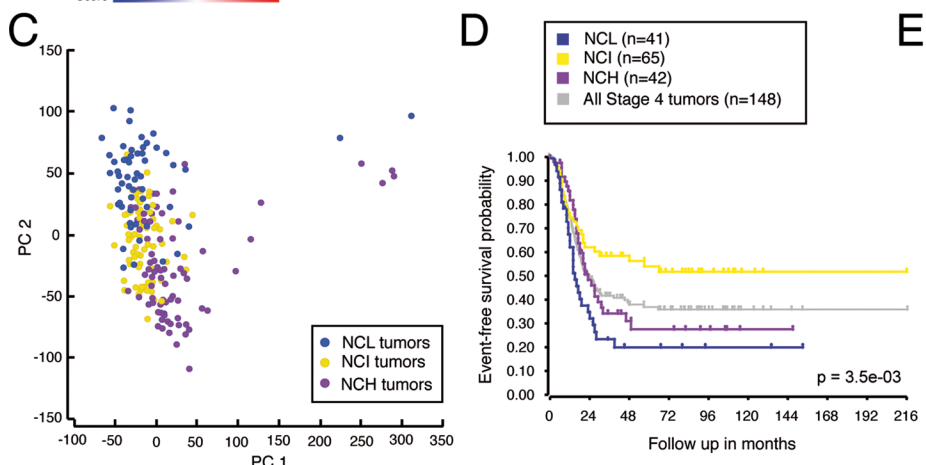 C
150
100
50
0
-50
-100
-150
PC 2
-100
-50
0
50
100
150
200
250
300
350
PC 1
NCL tumors
NCI tumors
NCH tumors
D
NCL (n=41)
NCI (n=65)
NCH (n=42)
All Stage 4 tumors (n=148)
1.00
0.90
0.80
0.70
0.60
0.50
0.40
0.30
0.20
0.10
0.00
Event-free survival probability
p = 3.5e-03
0
24
48
72
96
120
144
168
192
216
Follow up in months
E